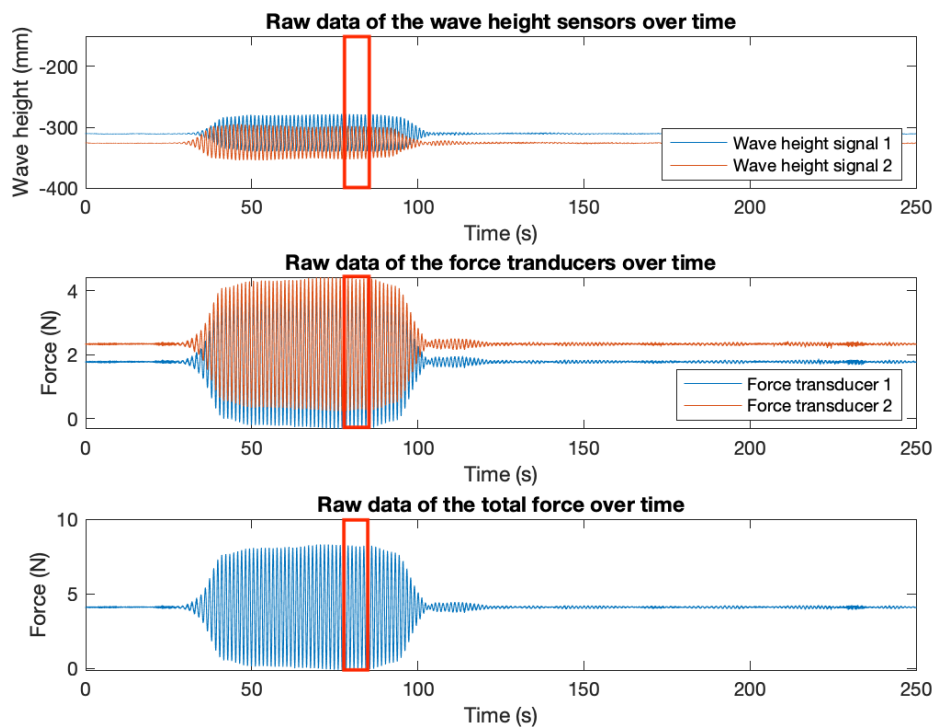 Raw data of the wave height sensors over time
Wave height (mm)
-200
-300
-400
0 50 100 150 200 250
Time (s)
Wave height signal 1
Wave height signal 2
Raw data of the force tranducers over time
Force (N)
4
2
0
0 50 100 150 200 250
Time (s)
Force transducer 1
Force transducer 2
Raw data of the total force over time
Force (N)
10
5
0
0 50 100 150 200 250
Time (s)